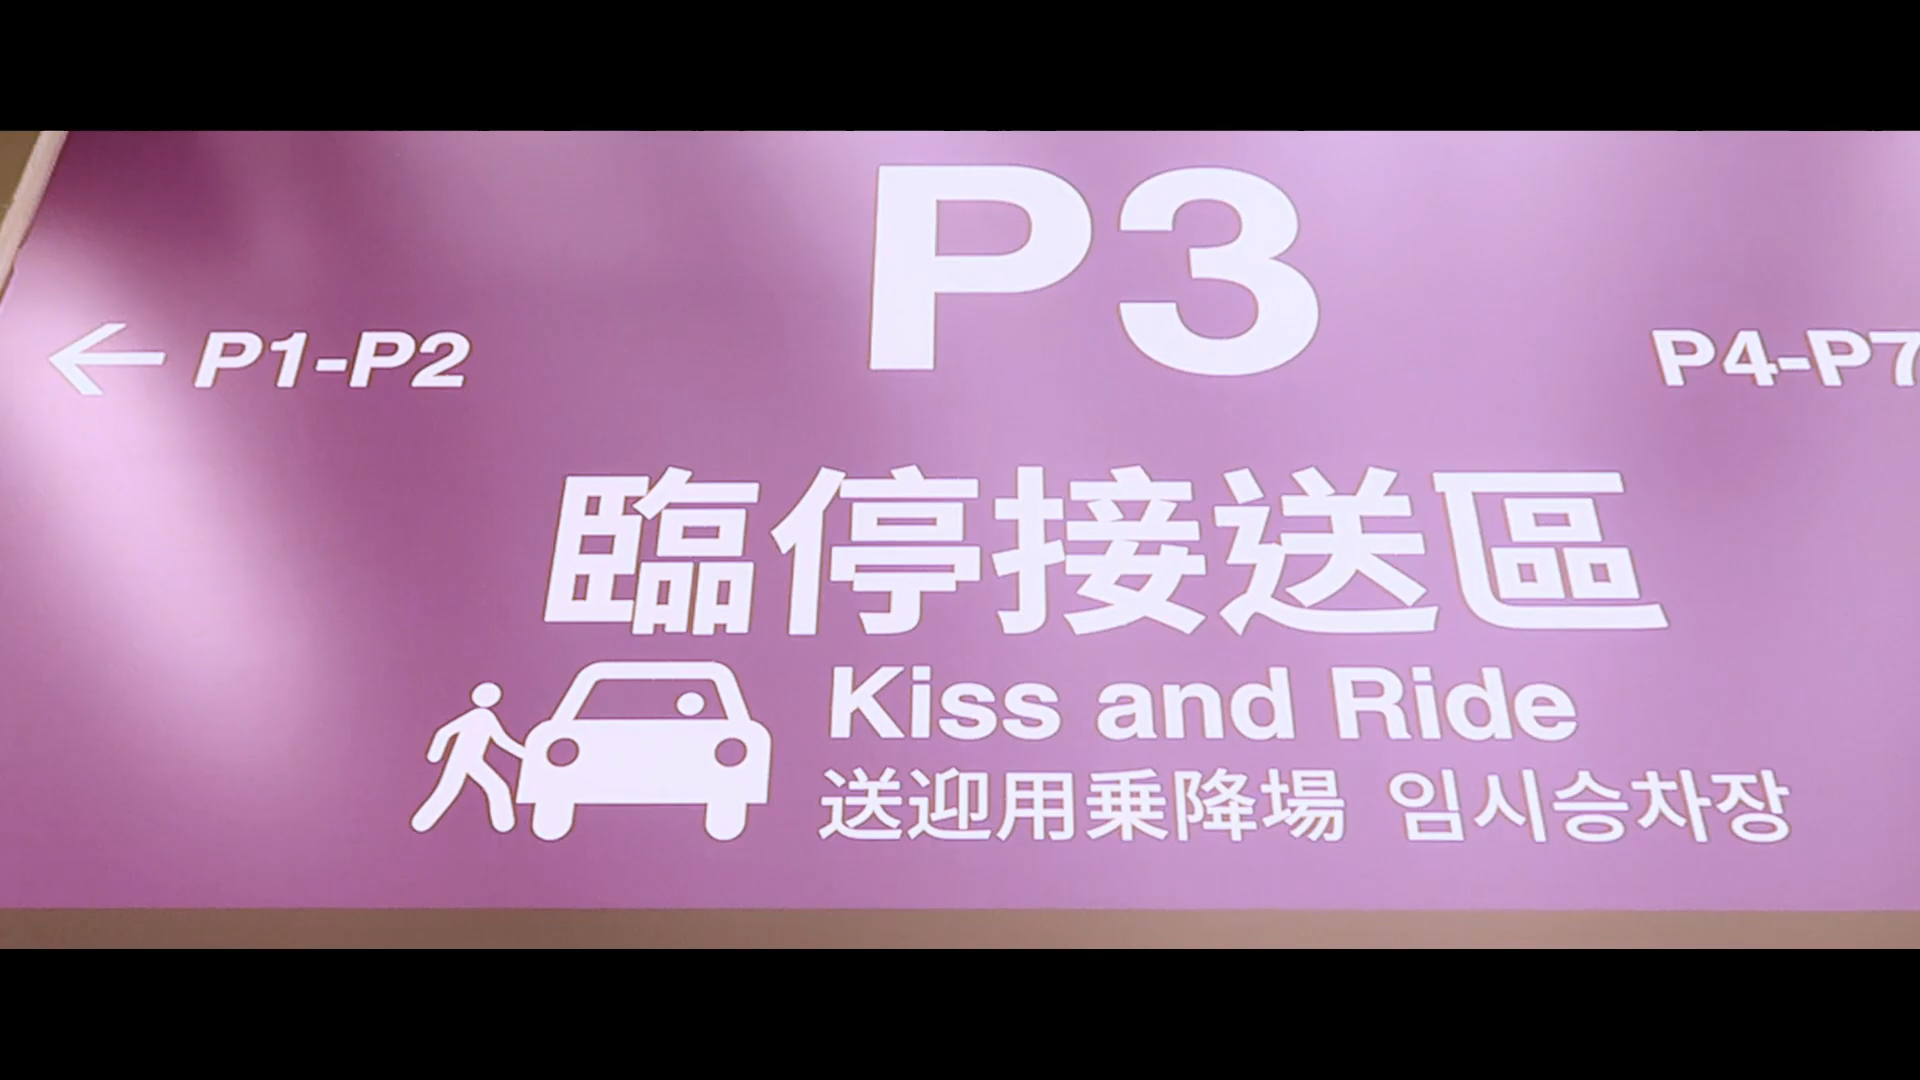 P3
← P1-P2
P4-P7
臨停接送區
Kiss and Ride
送迎用乗降場 임시승차장